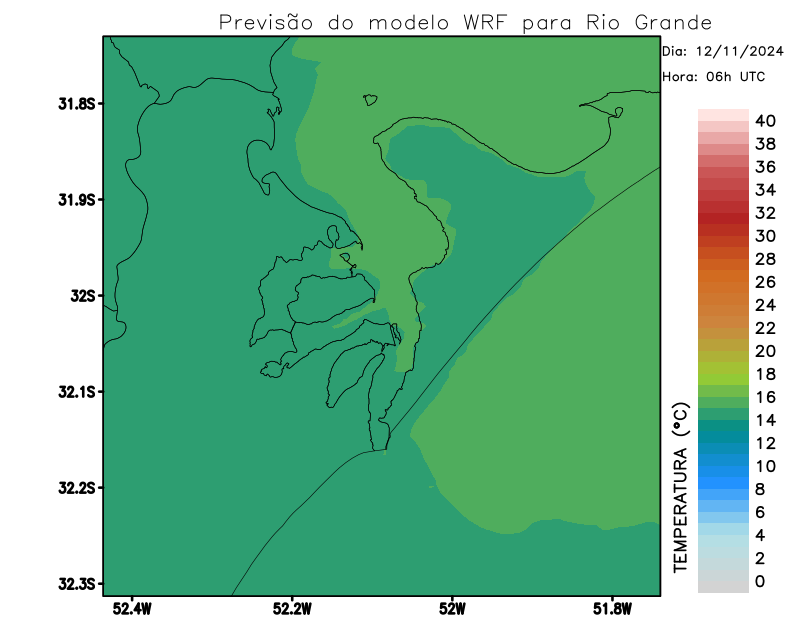 Previsão do modelo WRF para Rio Grande
Dia: 12/11/2024
Hora: 06h UTC
31.8S
31.9S
32S
32.1S
32.2S
32.3S
52.4W
52.2W
52W
51.8W
TEMPERATURA (°C)
40
38
36
34
32
30
28
26
24
22
20
18
16
14
12
10
8
6
4
2
0